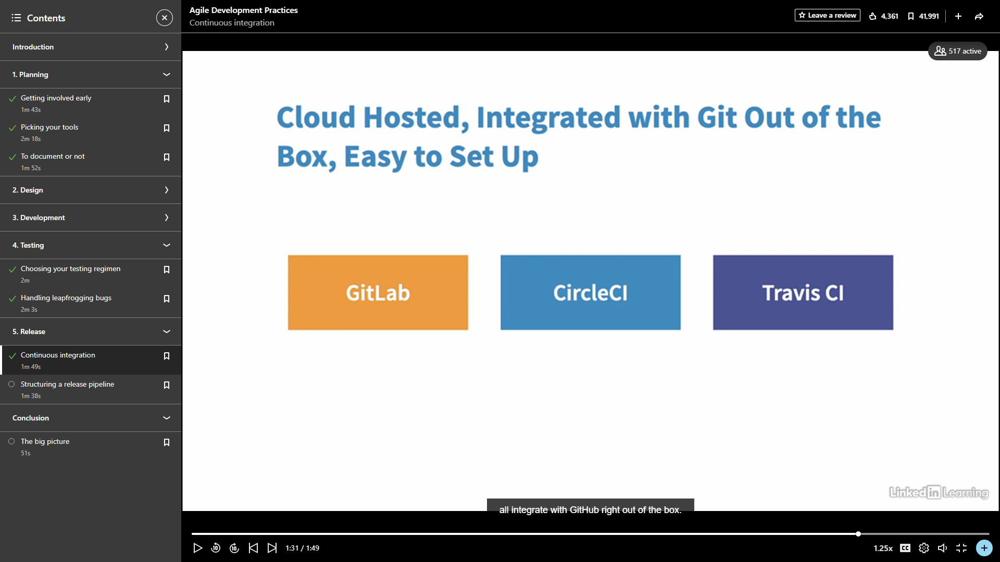 Contents
Introduction
1. Planning
Getting involved early
1m 43s
Picking your tools
2m 18s
To document or not
1m 52s
2. Design
3. Development
4. Testing
Choosing your testing regimen
2m
Handling leapfrogging bugs
2m 3s
5. Release
Continuous integration
1m 49s
Structuring a release pipeline
1m 38s
Conclusion
The big picture
51s
Agile Development Practices
Continuous integration
Leave a review
4,361
41,991
517 active
Cloud Hosted, Integrated with Git Out of the
Box, Easy to Set Up
GitLab
CircleCI
Travis CI
LinkedIn Learning
all integrate with GitHub right out of the box.
10
10
1:31 / 1:49
1.25x
CC